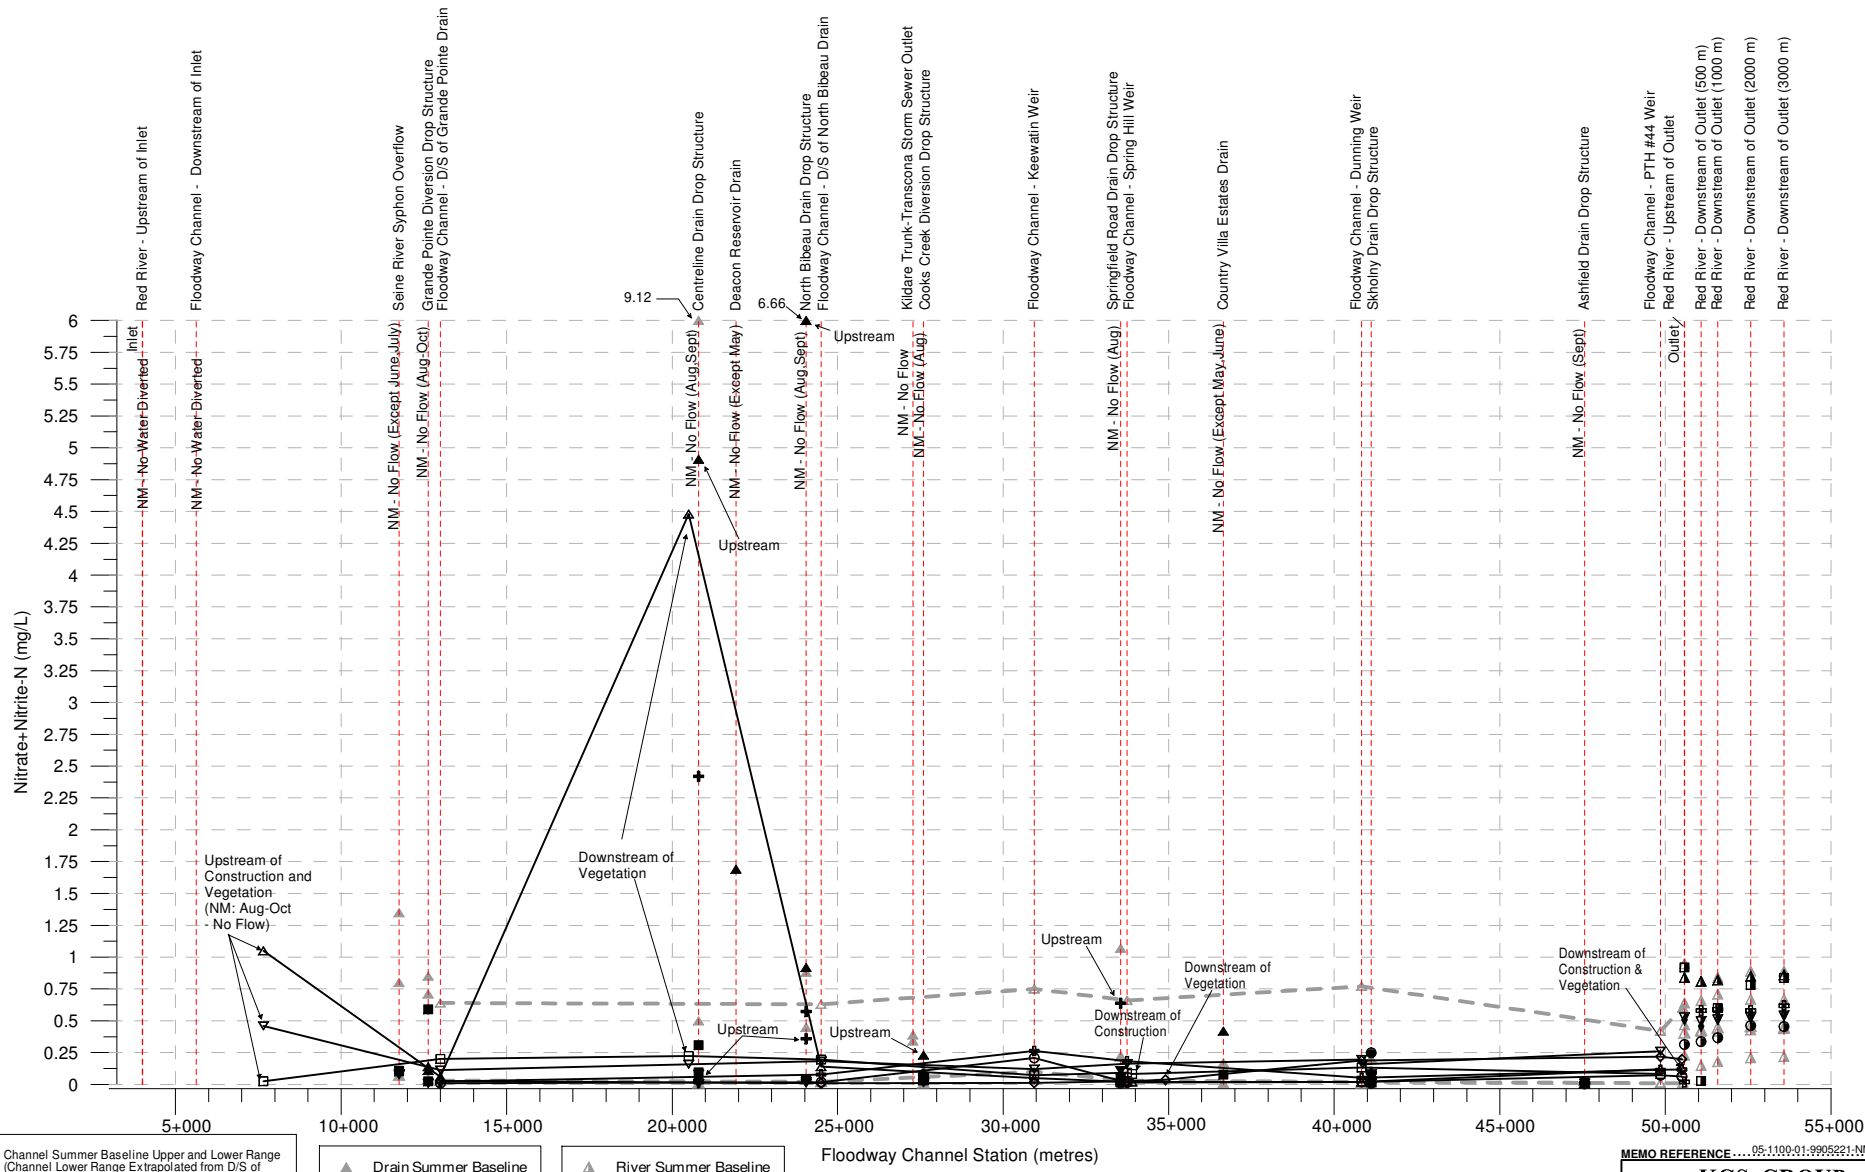 Red River - Upstream of Inlet
Floodway Channel - Downstream of Inlet
Seine River Syphon Overflow
Grande Pointe Diversion Drop Structure
Floodway Channel - D/S of Grande Pointe Drain
Centreline Drain Drop Structure
Deacon Reservoir Drain
North Bibeau Drain Drop Structure
Floodway Channel - D/S of North Bibeau Drain
Kildare Trunk-Transcona Storm Sewer Outlet
Cooks Creek Diversion Drop Structure
Floodway Channel - Keewatin Weir
Springfield Road Drain Drop Structure
Floodway Channel - Spring Hill Weir
Country Villa Estates Drain
Floodway Channel - Dunning Weir
Skholny Drain Drop Structure
Ashfield Drain Drop Structure
Floodway Channel - PTH #44 Weir
Red River - Upstream of Outlet
Red River - Downstream of Outlet (500 m)
Red River - Downstream of Outlet (1000 m)
Red River - Downstream of Outlet (2000 m)
Red River - Downstream of Outlet (3000 m)
Inlet
NM - No Water Diverted
NM - No Water Diverted
NM - No Flow (Except June,July)
NM - No Flow (Aug-Oct)
9.12
NM - No Flow (Aug,Sept)
NM - No Flow (Except May)
6.66
Upstream
NM - No Flow (Aug,Sept)
NM - No Flow
NM - No Flow (Aug)
NM - No Flow (Aug)
NM - No Flow (Except May,June)
NM - No Flow (Sept)
Outlet
Nitrate+Nitrite-N (mg/L)
6
5.75
5.5
5.25
5
4.75
4.5
4.25
4
3.75
3.5
3.25
3
2.75
2.5
2.25
2
1.75
1.5
1.25
1
0.75
0.5
0.25
0
Upstream
Upstream of
Construction and
Vegetation
(NM: Aug-Oct
- No Flow)
Downstream of
Vegetation
Upstream
Upstream
Upstream
Downstream of
Construction
Downstream of
Vegetation
Downstream of
Construction &
Vegetation
5+000
10+000
15+000
20+000
25+000
30+000
35+000
40+000
45+000
50+000
55+000
Floodway Channel Station (metres)
Channel Summer Baseline Upper and Lower Range
(Channel Lower Range Extrapolated from D/S of
Drain Summer Baseline
River Summer Baseline
MEMO REFERENCE